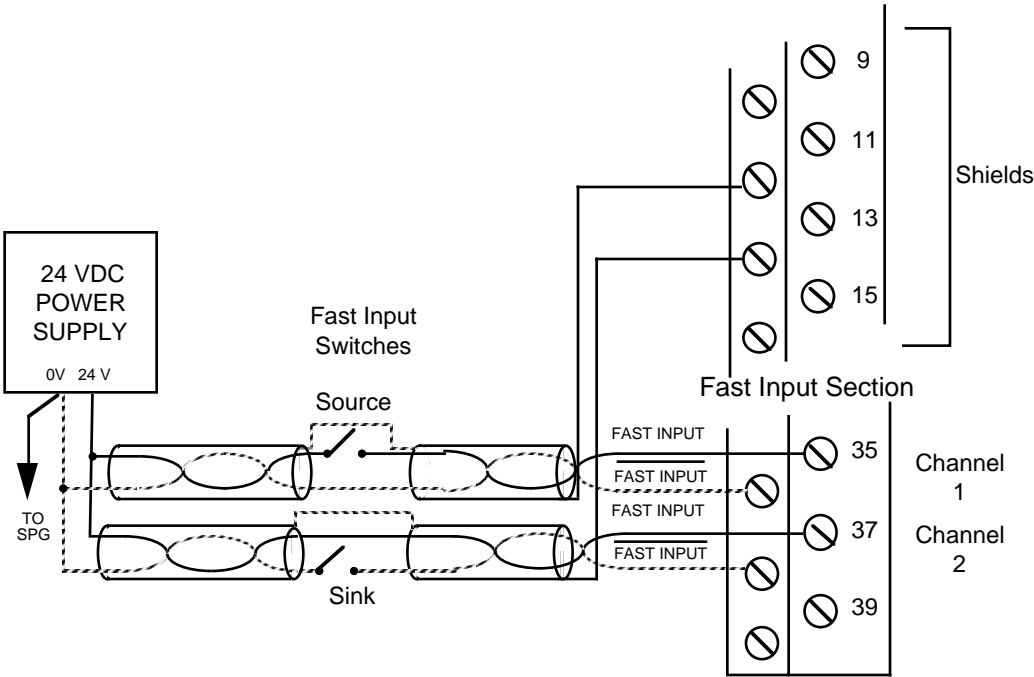 9
11
Shields
13
15
24 VDC
POWER
SUPPLY
0V 24 V
Fast Input
Switches
Source
Fast Input Section
FAST INPUT
35
FAST INPUT
Channel
1
FAST INPUT
37
FAST INPUT
Channel
2
TO
SPG
Sink
39